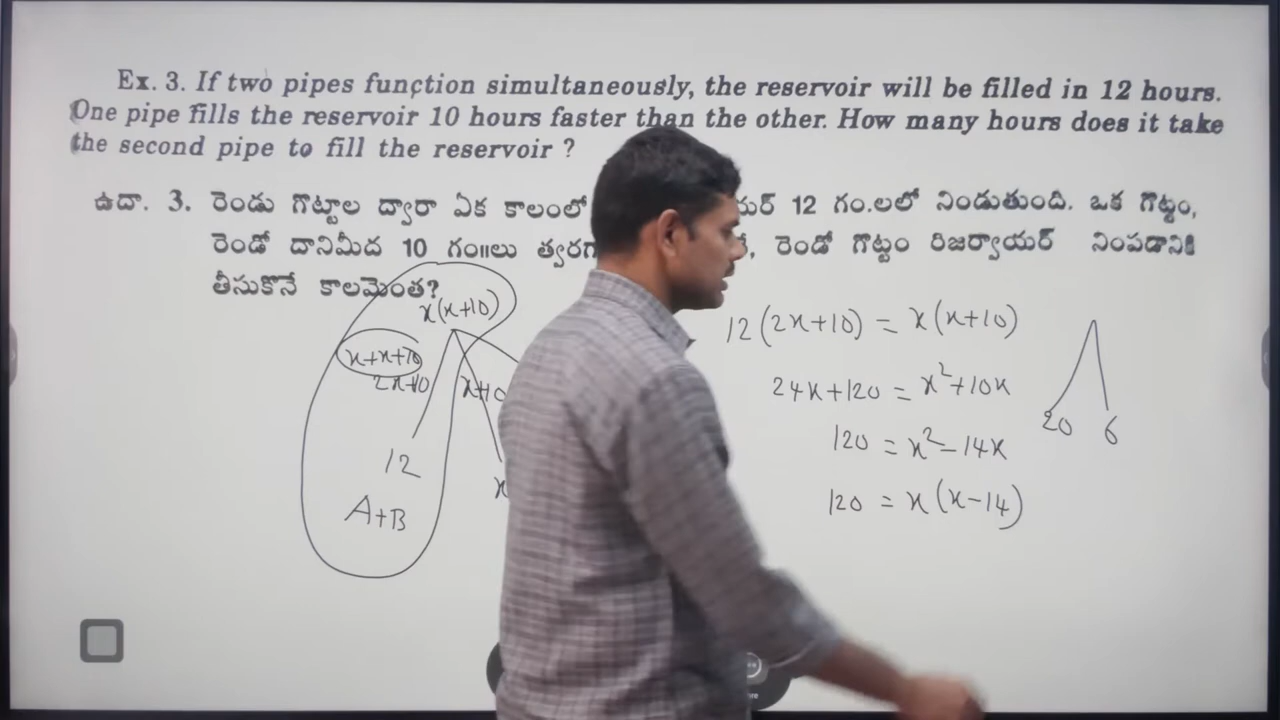 Ex. 3. If two pipes function simultaneously, the reservoir will be filled in 12 hours.
One pipe fills the reservoir 10 hours faster than the other. How many hours does it take
the second pipe to fill the reservoir ?
ఉదా. 3. రెండు గొట్టాల ద్వారా ఏక కాలంలో యర్ 12 గం.లలో నిండుతుంది. ఒక గొట్టం,
రెండో దానిమీద 10 గం॥లు త్వరగ , రెండో గొట్టం రిజర్వాయర్ నింపడానికి
తీసుకొనే కాలమెంత?
x(x+10)
x+x+10
2x+10
x+10
12
x
A+B
12(2x+10) = x(x+10)
24x+120 = x²+10x
120 = x²-14x
120 = x(x-14)
20 6